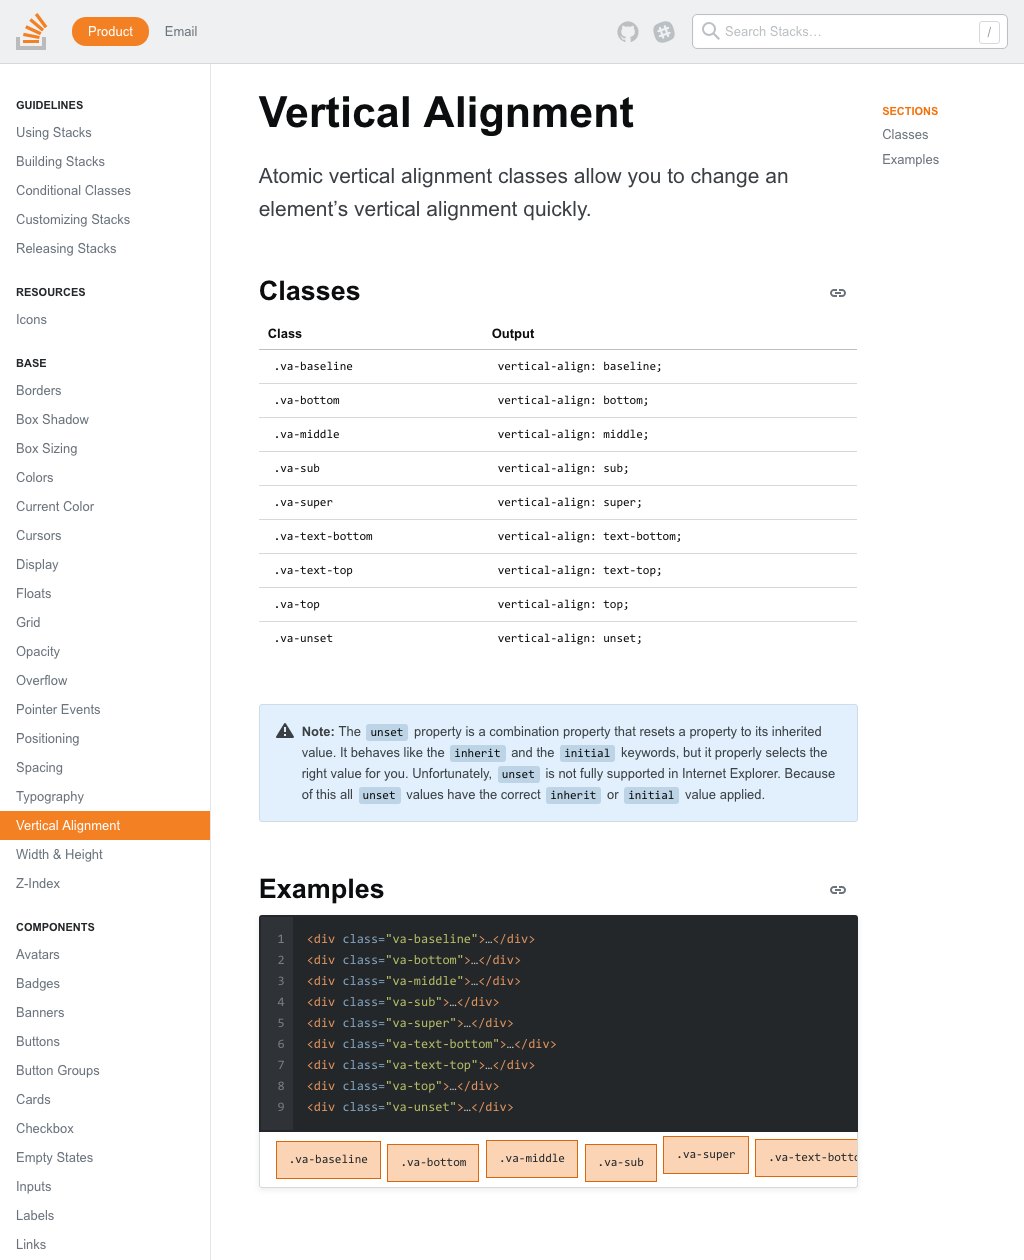 Product
Email
Search Stacks…
/
GUIDELINES
Using Stacks
Building Stacks
Conditional Classes
Customizing Stacks
Releasing Stacks
RESOURCES
Icons
BASE
Borders
Box Shadow
Box Sizing
Colors
Current Color
Cursors
Display
Floats
Grid
Opacity
Overflow
Pointer Events
Positioning
Spacing
Typography
Vertical Alignment
Width & Height
Z-Index
COMPONENTS
Avatars
Badges
Banners
Buttons
Button Groups
Cards
Checkbox
Empty States
Inputs
Labels
Links
Vertical Alignment
Atomic vertical alignment classes allow you to change an
element’s vertical alignment quickly.
Classes
Class Output
.va-baseline vertical-align: baseline;
.va-bottom vertical-align: bottom;
.va-middle vertical-align: middle;
.va-sub vertical-align: sub;
.va-super vertical-align: super;
.va-text-bottom vertical-align: text-bottom;
.va-text-top vertical-align: text-top;
.va-top vertical-align: top;
.va-unset vertical-align: unset;
Note: The unset property is a combination property that resets a property to its inherited
value. It behaves like the inherit and the initial keywords, but it properly selects the
right value for you. Unfortunately, unset is not fully supported in Internet Explorer. Because
of this all unset values have the correct inherit or initial value applied.
Examples
1 <div class="va-baseline">…</div>
2 <div class="va-bottom">…</div>
3 <div class="va-middle">…</div>
4 <div class="va-sub">…</div>
5 <div class="va-super">…</div>
6 <div class="va-text-bottom">…</div>
7 <div class="va-text-top">…</div>
8 <div class="va-top">…</div>
9 <div class="va-unset">…</div>
.va-baseline .va-bottom .va-middle .va-sub .va-super .va-text-botto
SECTIONS
Classes
Examples